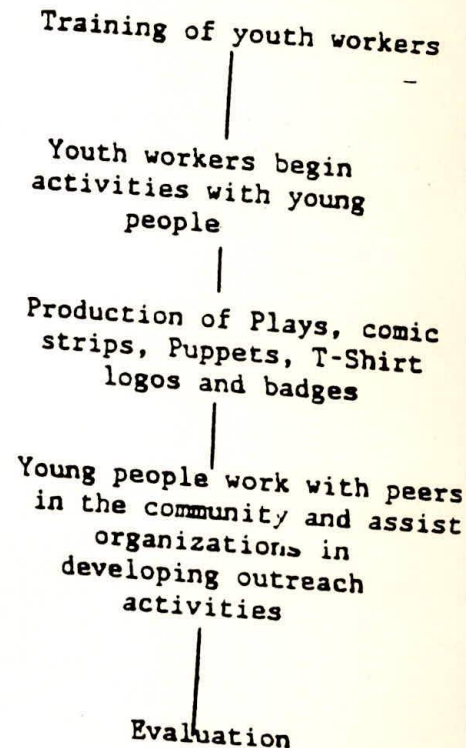 Training of youth workers
Youth workers begin
activities with young
people
Production of Plays, comic
strips, Puppets, T-Shirt
logos and badges
Young people work with peers
in the community and assist
organizations in
developing outreach
activities
Evaluation